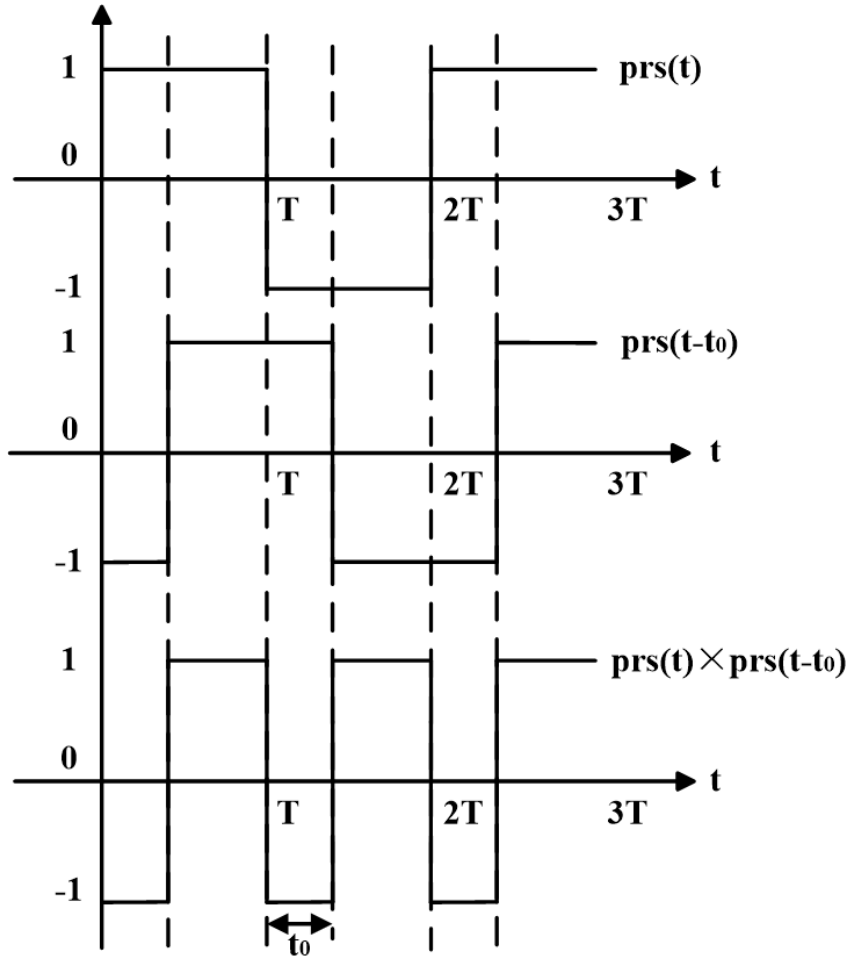 1 prs(t)
0
t
T 2T 3T
-1
1 prs(t-t₀)
0
t
T 2T 3T
-1
1 prs(t)×prs(t-t₀)
0
t
T 2T 3T
-1
t₀